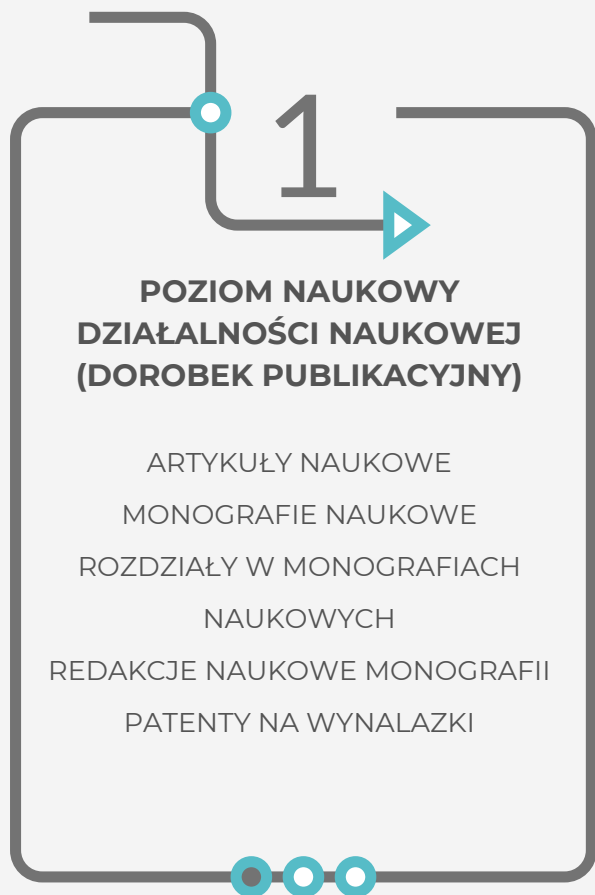 1
POZIOM NAUKOWY
DZIAŁALNOŚCI NAUKOWEJ
(DOROBEK PUBLIKACYJNY)
ARTYKUŁY NAUKOWE
MONOGRAFIE NAUKOWE
ROZDZIAŁY W MONOGRAFIACH
NAUKOWYCH
REDAKCJE NAUKOWE MONOGRAFII
PATENTY NA WYNALAZKI